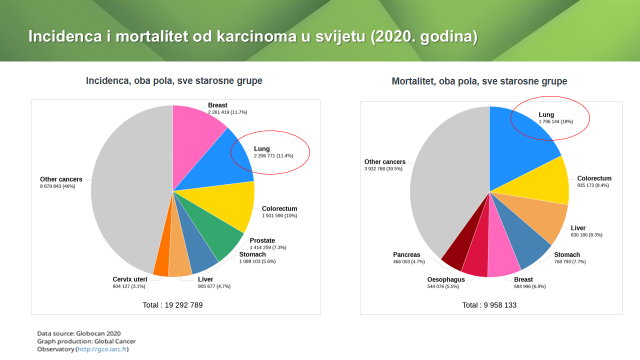 Incidenca i mortalitet od karcinoma u svijetu (2020. godina)
Incidenca, oba pola, sve starosne grupe
Breast
2 261 419 (11.7%)
Lung
2 206 771 (11.4%)
Colorectum
1 931 590 (10%)
Prostate
1 414 259 (7.3%)
Stomach
1 089 103 (5.6%)
Liver
905 677 (4.7%)
Cervix uteri
604 127 (3.1%)
Other cancers
8 879 843 (46%)
Total : 19 292 789
Mortalitet, oba pola, sve starosne grupe
Lung
1 796 144 (18%)
Colorectum
935 173 (9.4%)
Liver
830 180 (8.3%)
Stomach
768 793 (7.7%)
Breast
684 996 (6.9%)
Oesophagus
544 076 (5.5%)
Pancreas
466 003 (4.7%)
Other cancers
3 932 768 (39.5%)
Total : 9 958 133
Data source: Globocan 2020
Graph production: Global Cancer
Observatory (http://gco.iarc.fr)